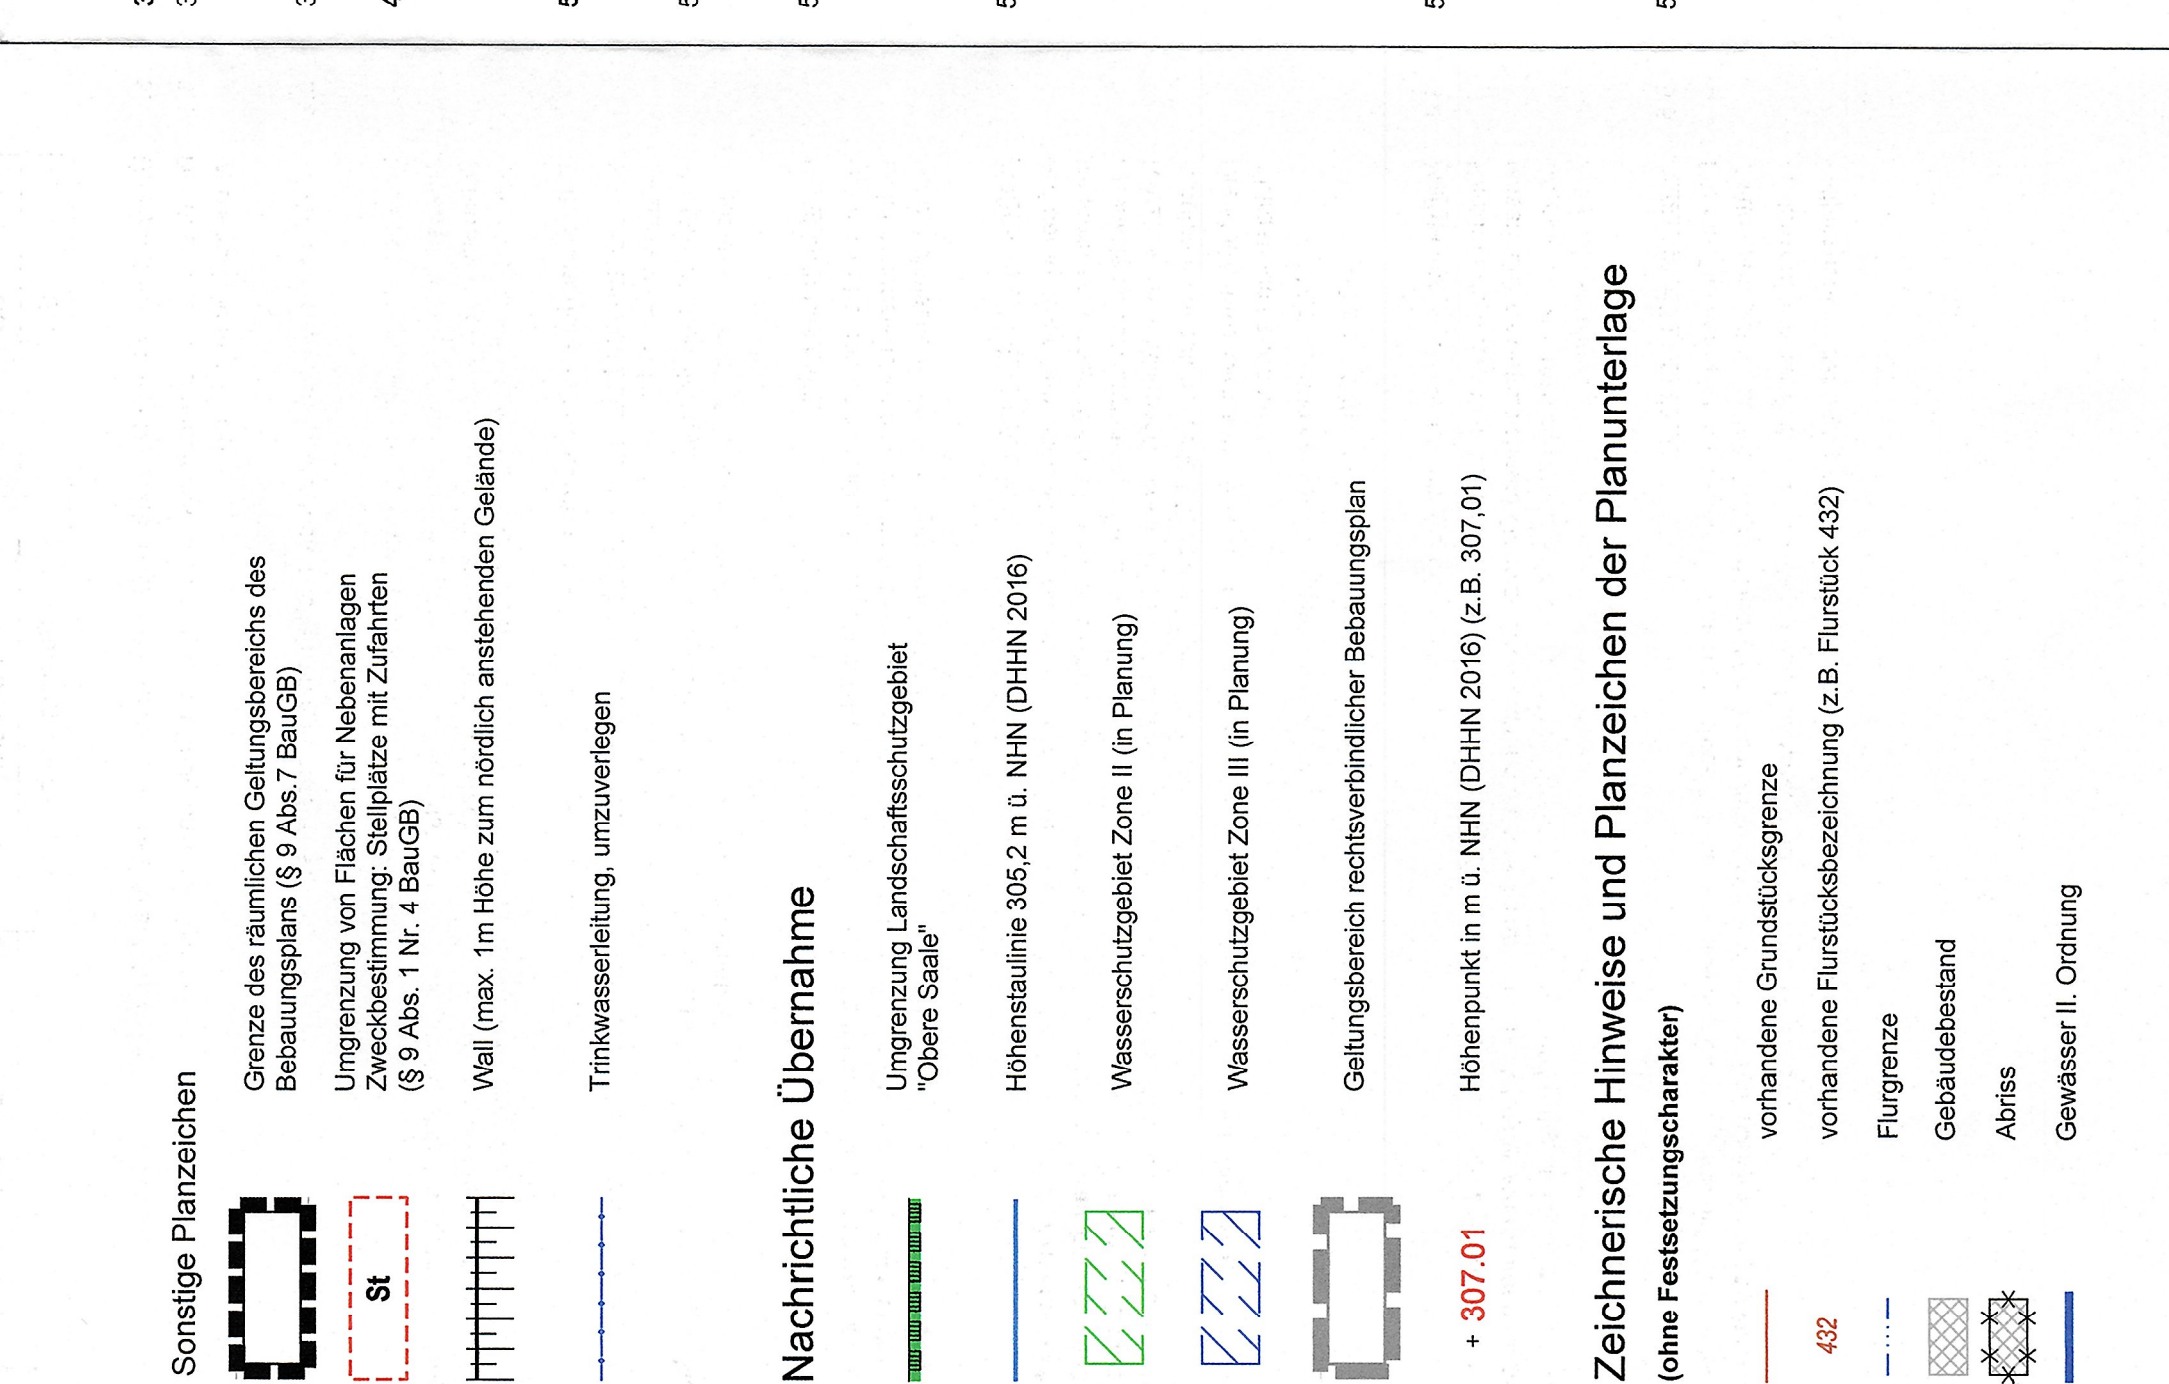 Sonstige Planzeichen
Grenze des räumlichen Geltungsbereichs des
Bebauungsplans (§ 9 Abs.7 BauGB)
St
Umgrenzung von Flächen für Nebenanlagen
Zweckbestimmung: Stellplätze mit Zufahrten
(§ 9 Abs. 1 Nr. 4 BauGB)
Wall (max. 1m Höhe zum nördlich anstehenden Gelände)
Trinkwasserleitung, umzuverlegen
Nachrichtliche Übernahme
Umgrenzung Landschaftsschutzgebiet
"Obere Saale"
Höhenstaulinie 305,2 m ü. NHN (DHHN 2016)
Wasserschutzgebiet Zone II (in Planung)
Wasserschutzgebiet Zone III (in Planung)
Geltungsbereich rechtsverbindlicher Bebauungsplan
+ 307.01
Höhenpunkt in m ü. NHN (DHHN 2016) (z.B. 307,01)
Zeichnerische Hinweise und Planzeichen der Planunterlage
(ohne Festsetzungscharakter)
vorhandene Grundstücksgrenze
432
vorhandene Flurstücksbezeichnung (z.B. Flurstück 432)
Flurgrenze
Gebäudebestand
Abriss
Gewässer II. Ordnung